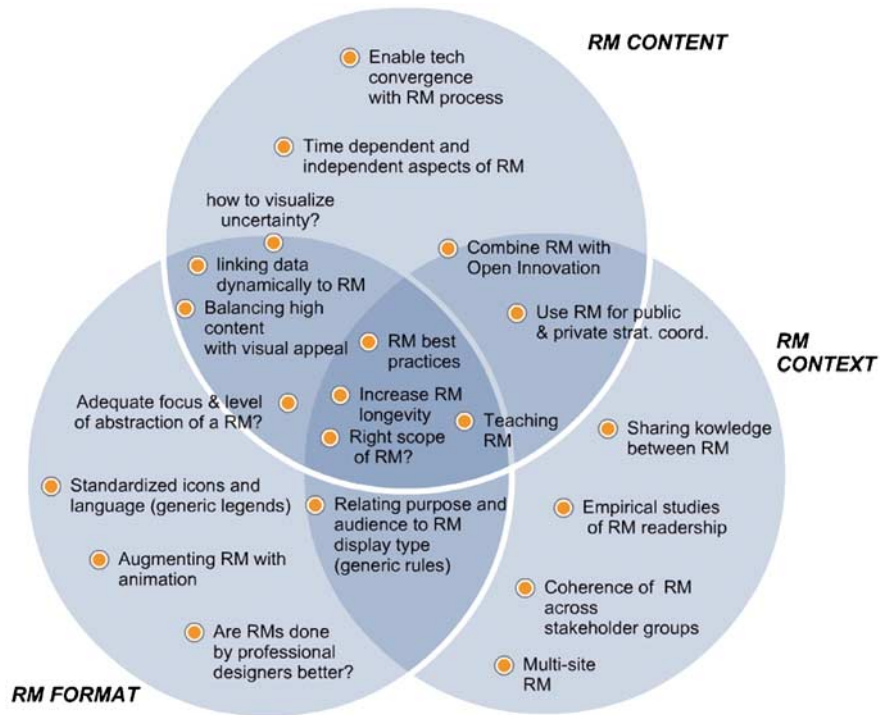 RM CONTENT
Enable tech
convergence
with RM process
Time dependent and
independent aspects of RM
how to visualize
uncertainty?
linking data
dynamically to RM
Balancing high
content
with visual appeal
Combine RM with
Open Innovation
Use RM for public
& private strat. coord.
RM
CONTEXT
RM best
practices
Adequate focus & level
of abstraction of a RM?
Increase RM
longevity
Right scope
of RM?
Teaching
RM
Sharing kowledge
between RM
Standardized icons and
language (generic legends)
Relating purpose and
audience to RM
display type
(generic rules)
Empirical studies
of RM readership
Augmenting RM with
animation
Coherence of RM
across
stakeholder groups
Are RMs done
by professional
designers better?
Multi-site
RM
RM FORMAT